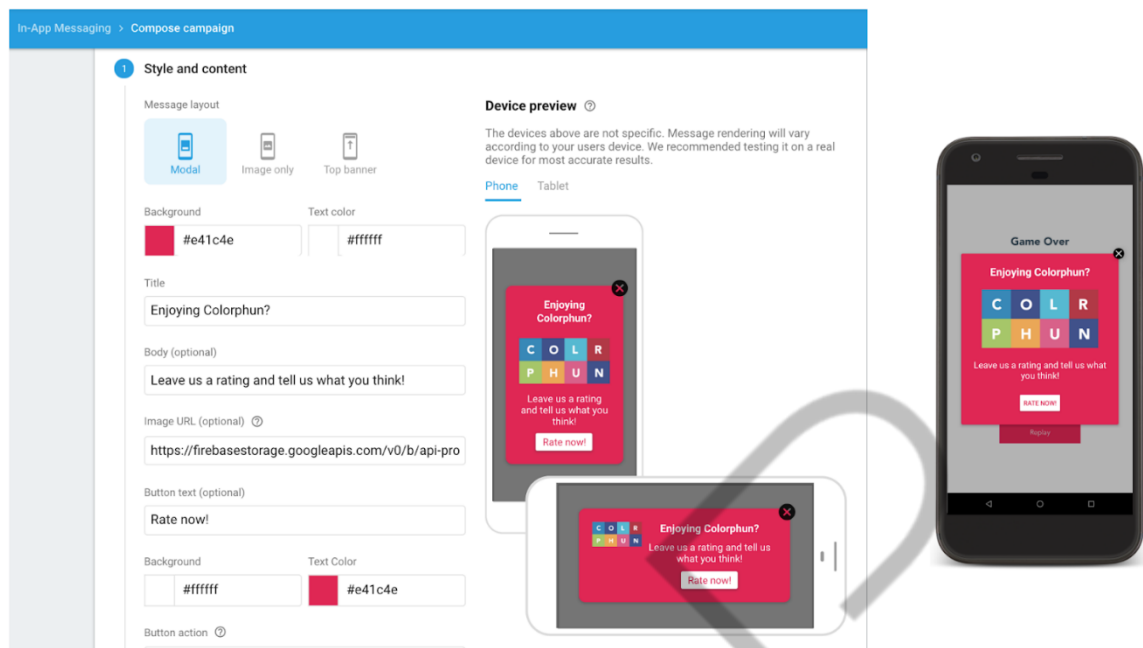 In-App Messaging > Compose campaign
1 Style and content
Message layout
Modal
Image only
Top banner
Background
Text color
#e41c4e
#ffffff
Title
Enjoying Colorphun?
Body (optional)
Leave us a rating and tell us what you think!
Image URL (optional)
https://firebasestorage.googleapis.com/v0/b/api-pro
Button text (optional)
Rate now!
Background
Text Color
#ffffff
#e41c4e
Button action
Device preview
The devices above are not specific. Message rendering will vary
according to your users device. We recommended testing it on a real
device for most accurate results.
Phone
Tablet
Enjoying
Colorphun?
C O L R
P H U N
Leave us a rating
and tell us what you
think!
Rate now!
C O L R
P H U N
Enjoying Colorphun?
Leave us a rating and tell us
what you think!
Rate now!
Game Over
Enjoying Colorphun?
C O L R
P H U N
Leave us a rating and tell us what
you think!
RATE NOW!
Replay